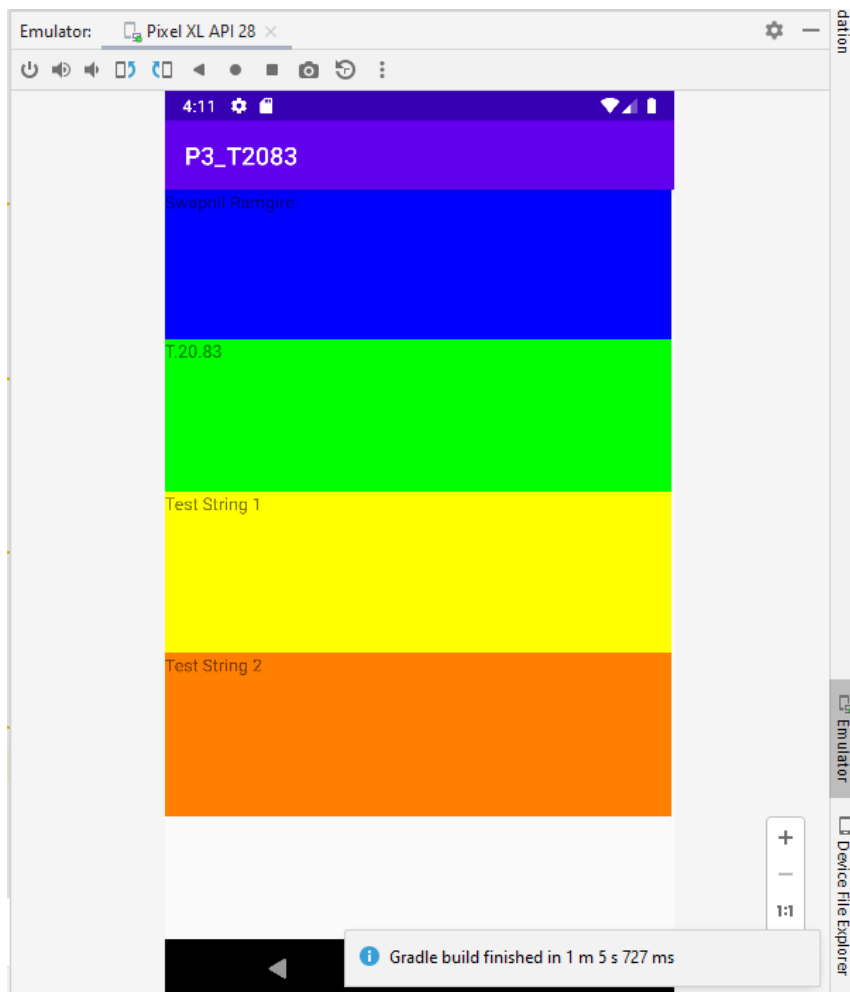 Emulator: Pixel XL API 28
4:11
P3_T2083
Swapnil Ramgire
T.20.83
Test String 1
Test String 2
1:1
Gradle build finished in 1 m 5 s 727 ms
dation
Emulator
Device File Explorer